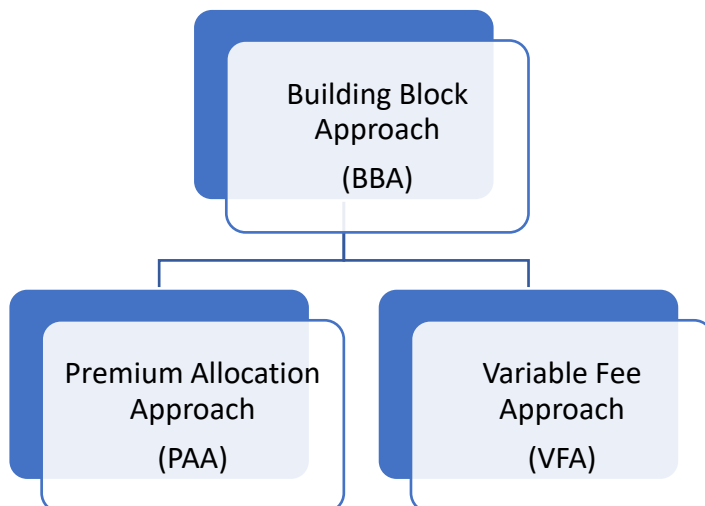 Building Block
Approach
(BBA)
Premium Allocation
Approach
(PAA)
Variable Fee
Approach
(VFA)